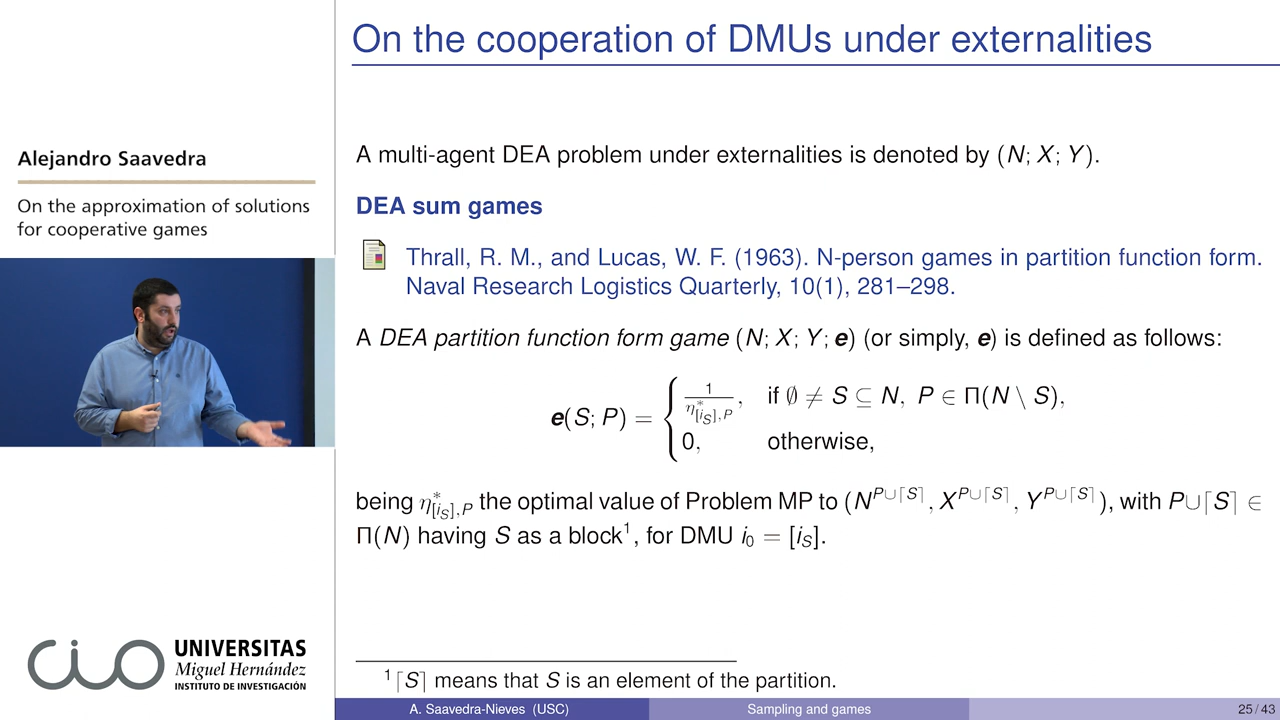 On the cooperation of DMUs under externalities
Alejandro Saavedra
On the approximation of solutions
for cooperative games
A multi-agent DEA problem under externalities is denoted by (N; X; Y).
DEA sum games
Thrall, R. M., and Lucas, W. F. (1963). N-person games in partition function form.
Naval Research Logistics Quarterly, 10(1), 281–298.
A DEA partition function form game (N; X; Y; e) (or simply, e) is defined as follows:
e(S; P) = { 1/η*[iS],P, if ∅ ≠ S ⊆ N, P ∈ Π(N \ S),
0, otherwise,
being η*[iS],P the optimal value of Problem MP to (N^P∪⌈S⌉, X^P∪⌈S⌉, Y^P∪⌈S⌉), with P∪⌈S⌉ ∈
Π(N) having S as a block¹, for DMU i0 = [iS].
¹⌈S⌉ means that S is an element of the partition.
CIO
UNIVERSITAS
Miguel Hernández
INSTITUTO DE INVESTIGACIÓN
A. Saavedra-Nieves (USC) Sampling and games 25 / 43